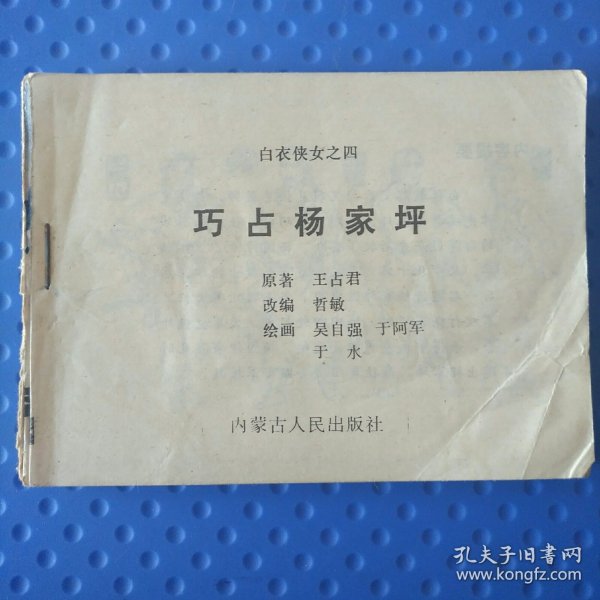 白衣侠女之四
巧占杨家坪
原著 王占君
改编 哲敏
绘画 吴自强 于阿军
于 水
内蒙古人民出版社
孔夫子旧书网
www.kongfz.com